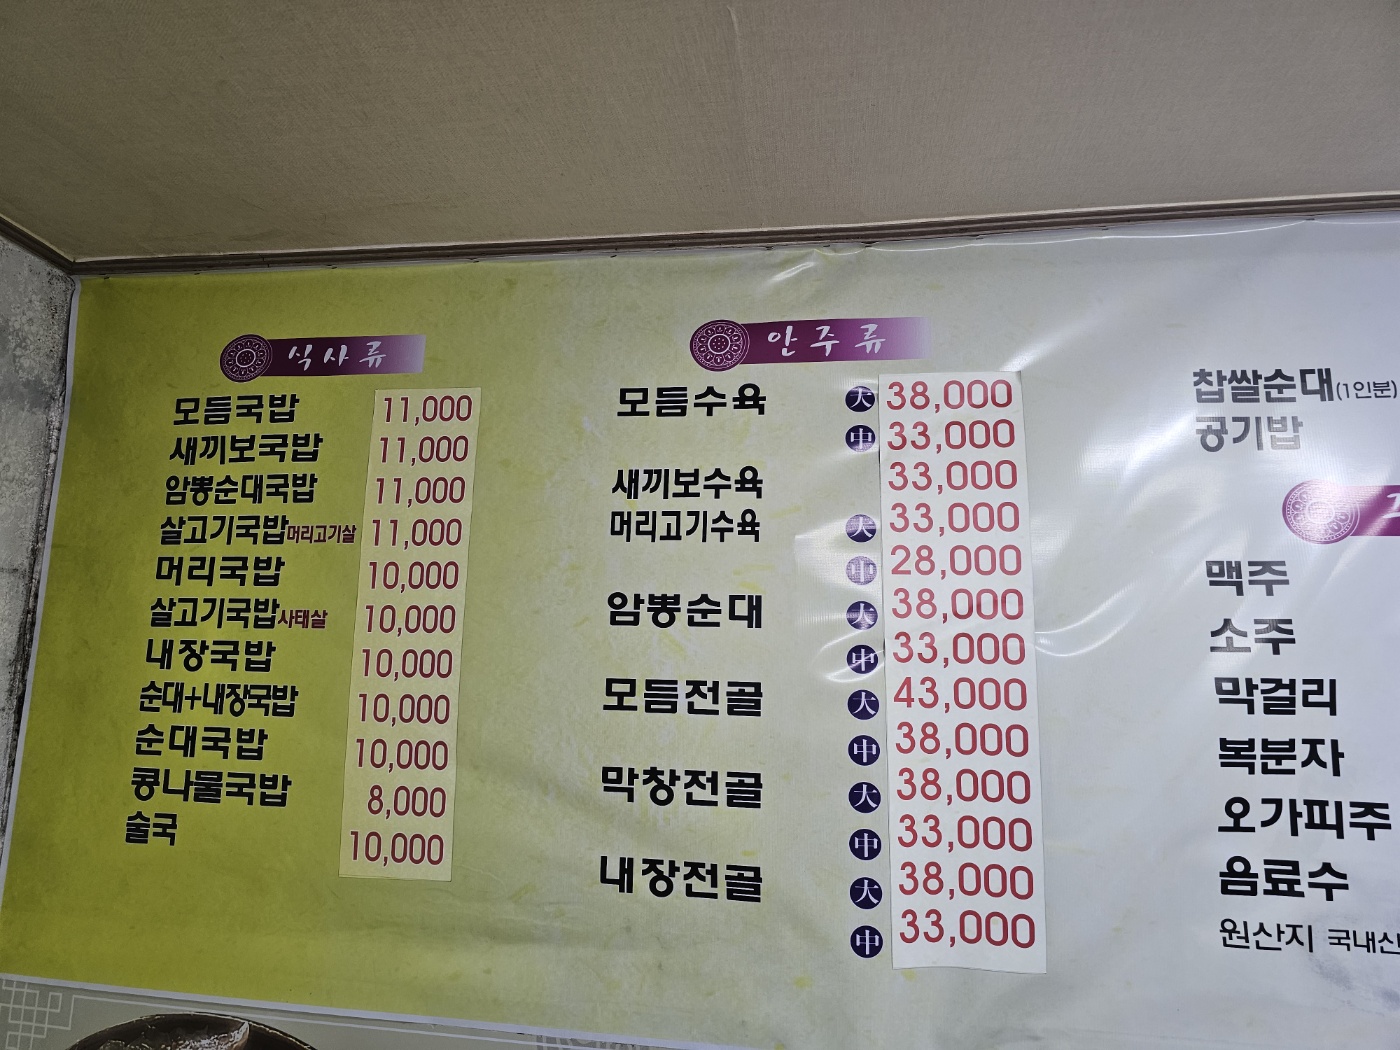 식사류
모듬국밥 11,000
새끼보국밥 11,000
암뽕순대국밥 11,000
살고기국밥머리고기살 11,000
머리국밥 10,000
살고기국밥사태살 10,000
내장국밥 10,000
순대+내장국밥 10,000
순대국밥 10,000
콩나물국밥 8,000
술국 10,000
안주류
모듬수육 大 38,000
中 33,000
새끼보수육 33,000
머리고기수육 大 33,000
中 28,000
암뽕순대 大 38,000
中 33,000
모듬전골 大 43,000
中 38,000
막창전골 大 38,000
中 33,000
내장전골 大 38,000
中 33,000
찹쌀순대(1인분)
공기밥
맥주
소주
막걸리
복분자
오가피주
음료수
원산지 국내산